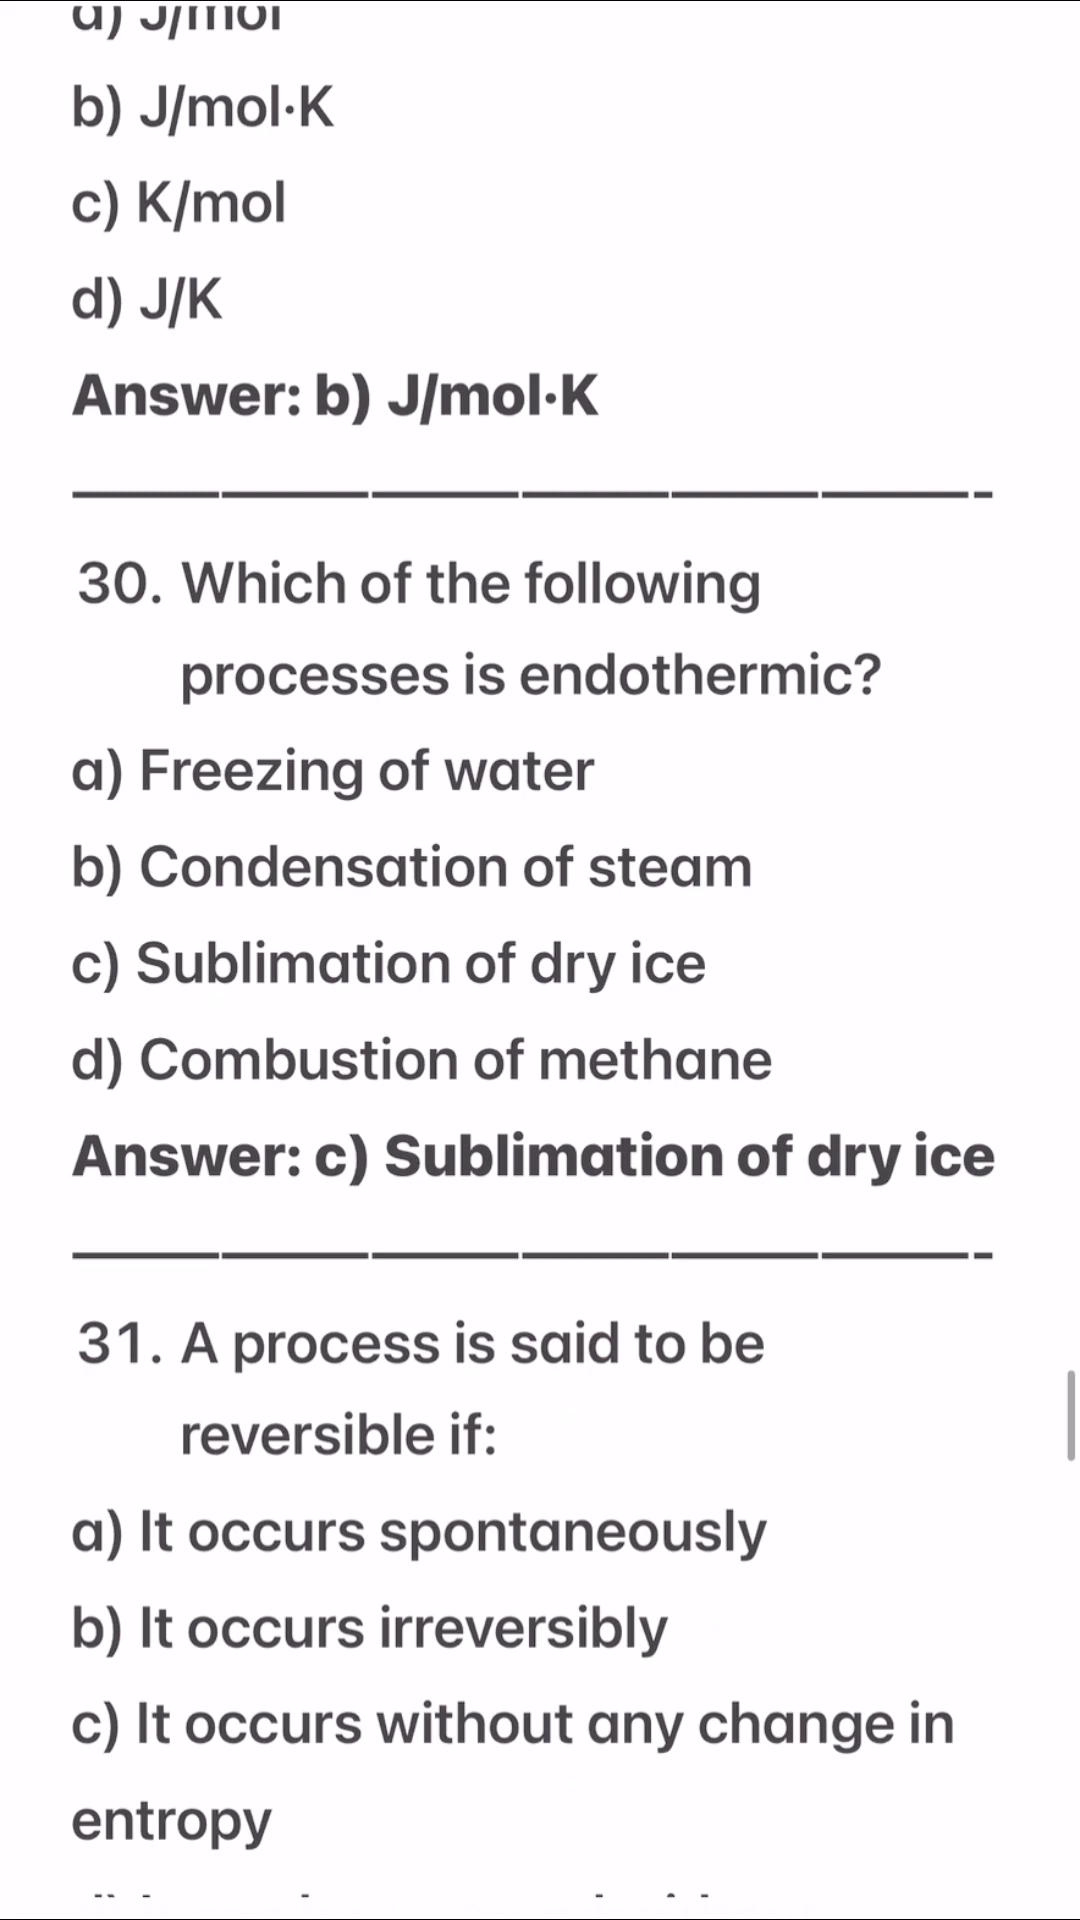 a) J/mol
b) J/mol·K
c) K/mol
d) J/K
Answer: b) J/mol·K
——————————————————-
30. Which of the following
processes is endothermic?
a) Freezing of water
b) Condensation of steam
c) Sublimation of dry ice
d) Combustion of methane
Answer: c) Sublimation of dry ice
——————————————————-
31. A process is said to be
reversible if:
a) It occurs spontaneously
b) It occurs irreversibly
c) It occurs without any change in
entropy